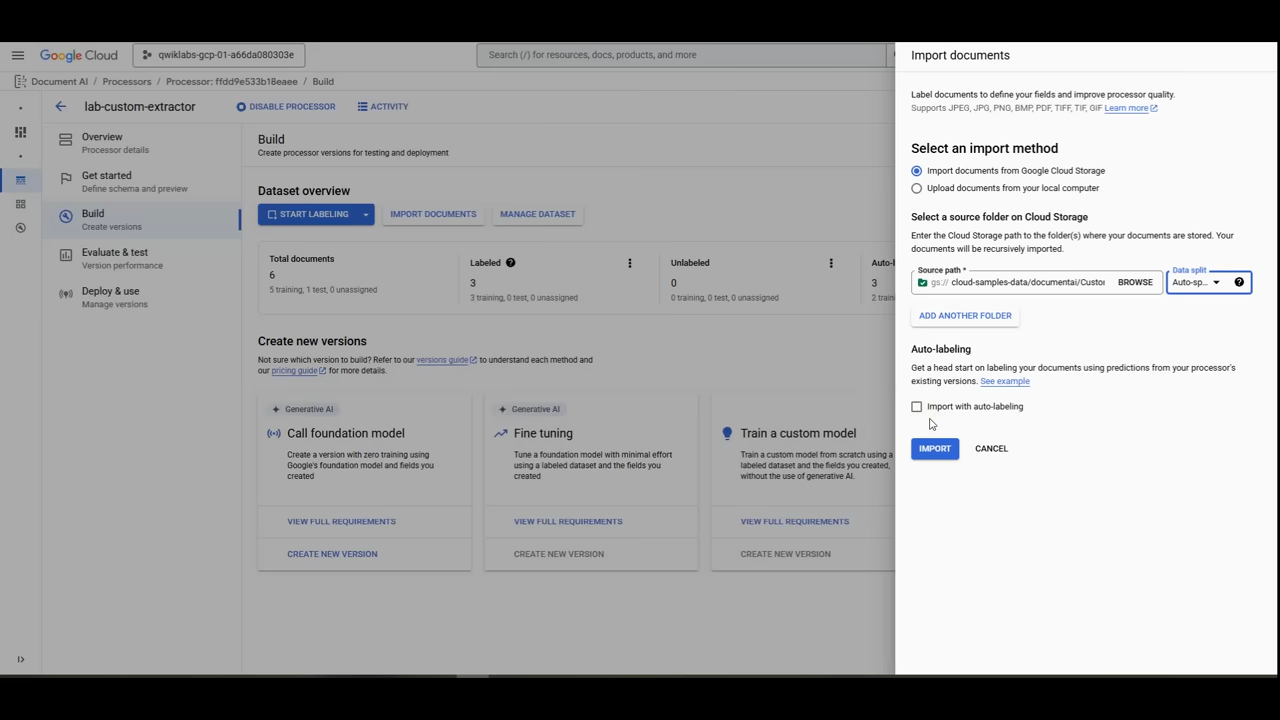 Google Cloud
qwiklabs-gcp-01-a66da080303e
Search (/) for resources, docs, products, and more
Document AI / Processors / Processor: ffdd9e533b18eaee / Build
lab-custom-extractor
DISABLE PROCESSOR
ACTIVITY
Overview
Processor details
Get started
Define schema and preview
Build
Create versions
Evaluate & test
Version performance
Deploy & use
Manage versions
Build
Create processor versions for testing and deployment
Dataset overview
START LABELING
IMPORT DOCUMENTS
MANAGE DATASET
Total documents
6
5 training, 1 test, 0 unassigned
Labeled
3
3 training, 0 test, 0 unassigned
Unlabeled
0
0 training, 0 test, 0 unassigned
Auto-l
3
2 traini
Create new versions
Not sure which version to build? Refer to our versions guide to understand each method and
our pricing guide for more details.
Generative AI
Call foundation model
Create a version with zero training using
Google's foundation model and fields you
created
VIEW FULL REQUIREMENTS
CREATE NEW VERSION
Generative AI
Fine tuning
Tune a foundation model with minimal effort
using a labeled dataset and the fields you
created
VIEW FULL REQUIREMENTS
CREATE NEW VERSION
Train a custom model
Train a custom model from scratch using a
labeled dataset and the fields you created,
without the use of generative AI.
VIEW FULL REQUIREMENTS
CREATE NEW VERSION
Import documents
Label documents to define your fields and improve processor quality.
Supports JPEG, JPG, PNG, BMP, PDF, TIFF, TIF, GIF Learn more
Select an import method
Import documents from Google Cloud Storage
Upload documents from your local computer
Select a source folder on Cloud Storage
Enter the Cloud Storage path to the folder(s) where your documents are stored. Your
documents will be recursively imported.
Source path *
gs:// cloud-samples-data/documentai/Custor
BROWSE
Data split
Auto-sp...
ADD ANOTHER FOLDER
Auto-labeling
Get a head start on labeling your documents using predictions from your processor's
existing versions. See example
Import with auto-labeling
IMPORT
CANCEL